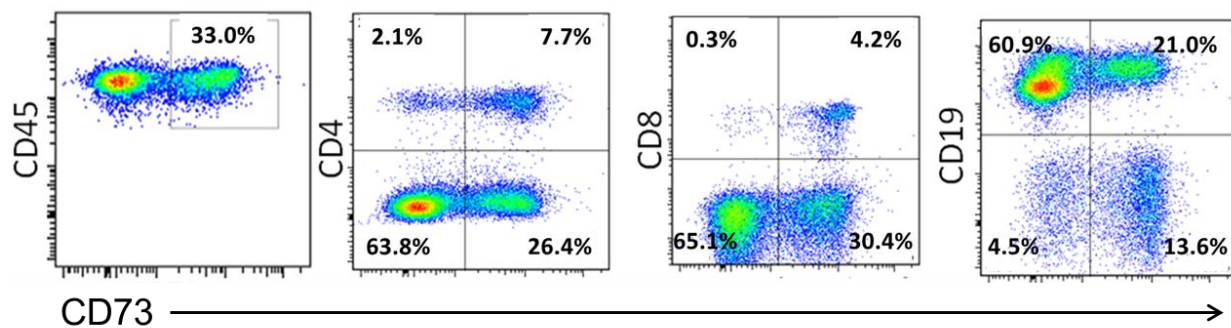 CD45
33.0%
CD4
2.1%
7.7%
63.8%
26.4%
CD8
0.3%
4.2%
65.1%
30.4%
CD19
60.9%
21.0%
4.5%
13.6%
CD73